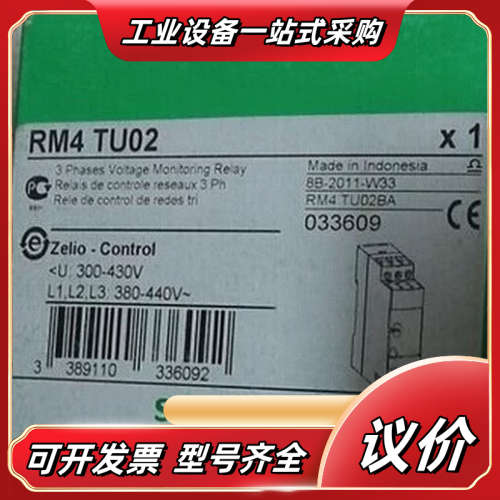 工业设备一站式采购
RM4 TU02
x 1
3 Phases Voltage Monitoring Relay
Relais de controle reseaux 3 Ph
Rele de control de redes tri
Made in Indonesia
8B-2011-W33
RM4 TU02BA
033609
Zelio - Control
<U: 300-430V
L1,L2,L3: 380-440V~
3 389110 336092
可开发票 型号齐全
议价